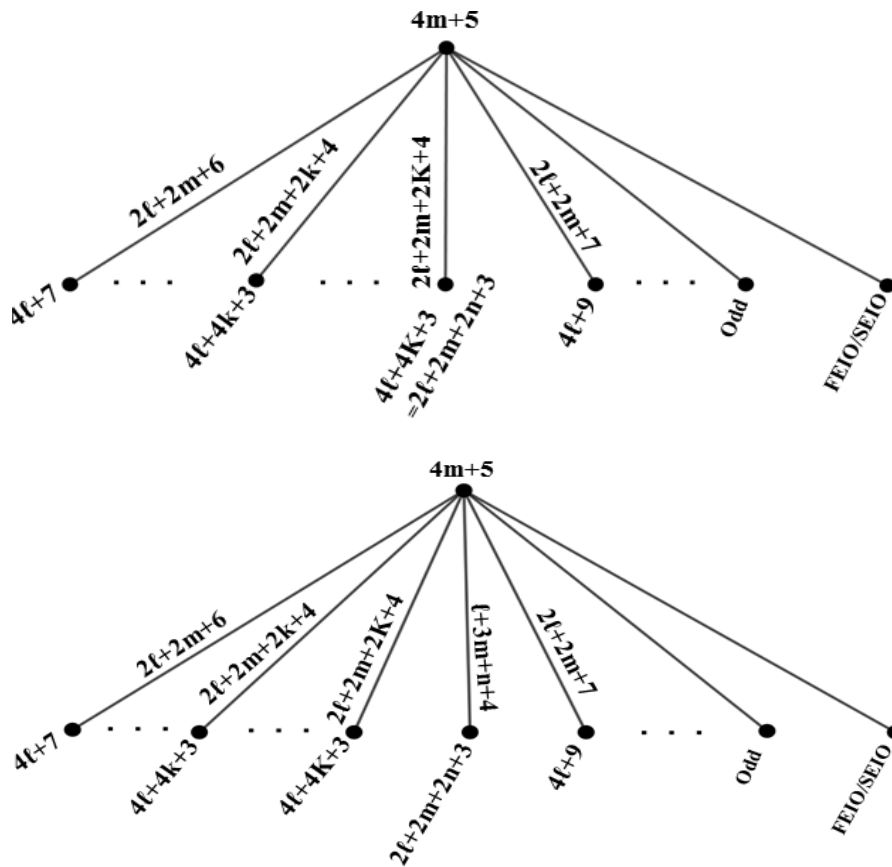 4m+5
2ℓ+2m+6
2ℓ+2m+2k+4
2ℓ+2m+2K+4
2ℓ+2m+7
4ℓ+7
. . .
4ℓ+4k+3
. . .
4ℓ+4K+3
=2ℓ+2m+2n+3
4ℓ+9
. . .
Odd
FEIO/SEIO
4m+5
2ℓ+2m+6
2ℓ+2m+2k+4
2ℓ+2m+2K+4
ℓ+3m+n+4
2ℓ+2m+7
4ℓ+7
. . . .
4ℓ+4k+3
. . . .
4ℓ+4K+3
2ℓ+2m+2n+3
4ℓ+9
. . .
Odd
FEIO/SEIO